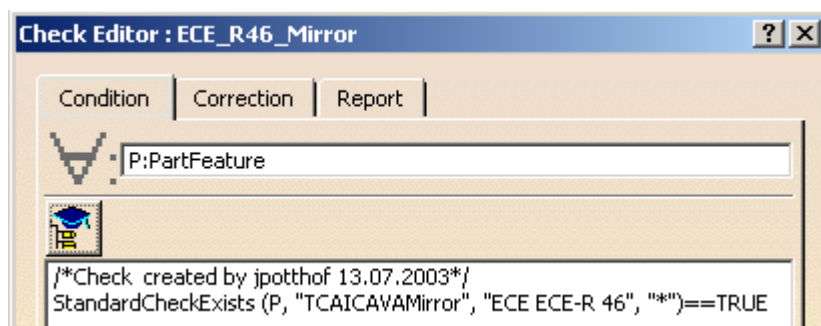 Check Editor : ECE_R46_Mirror
Condition Correction Report
∀: P:PartFeature
/*Check created by jpotthof 13.07.2003*/
StandardCheckExists (P, "TCAICAVAMirror", "ECE ECE-R 46", "*")==TRUE